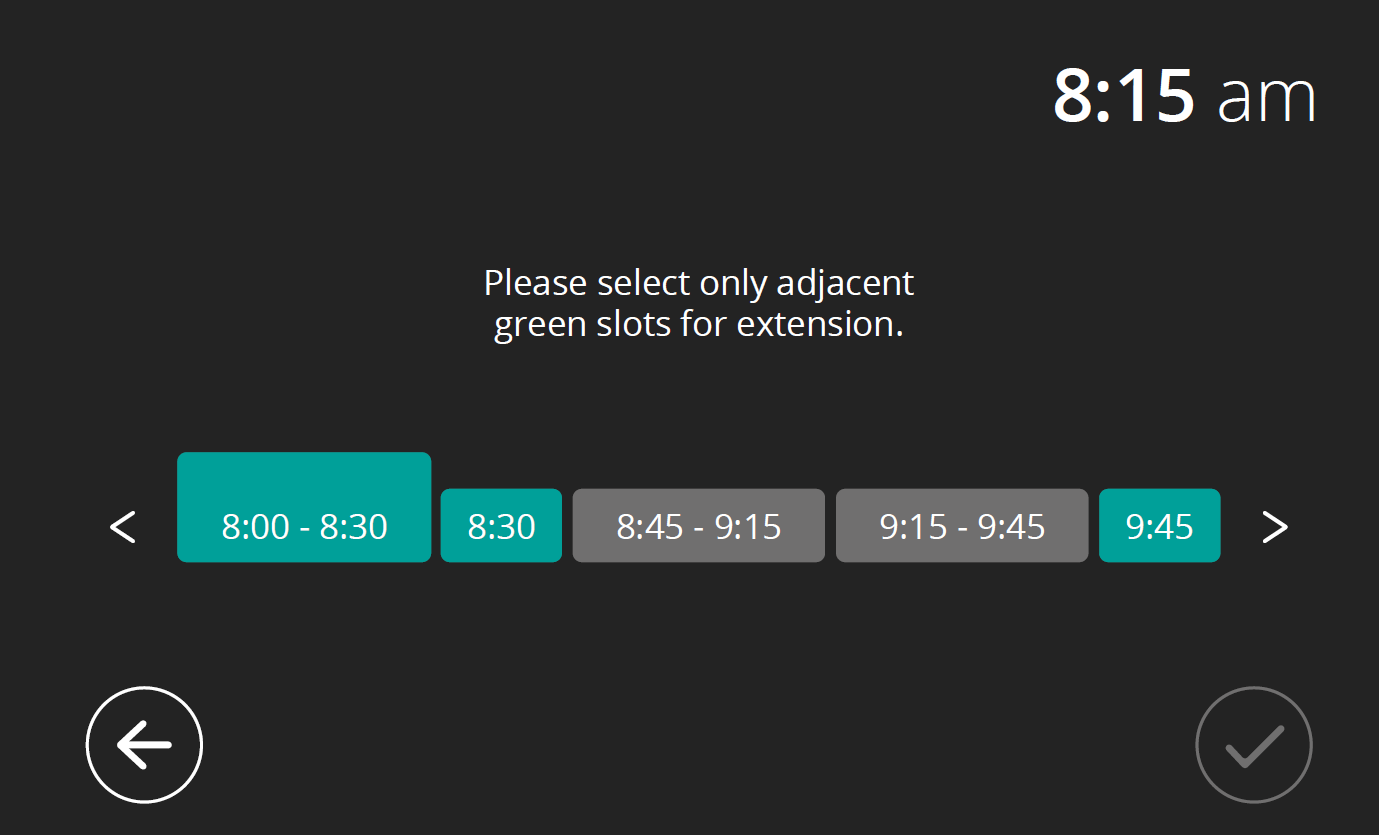 8:15 am
Please select only adjacent
green slots for extension.
< 8:00 - 8:30 8:30 8:45 - 9:15 9:15 - 9:45 9:45 >